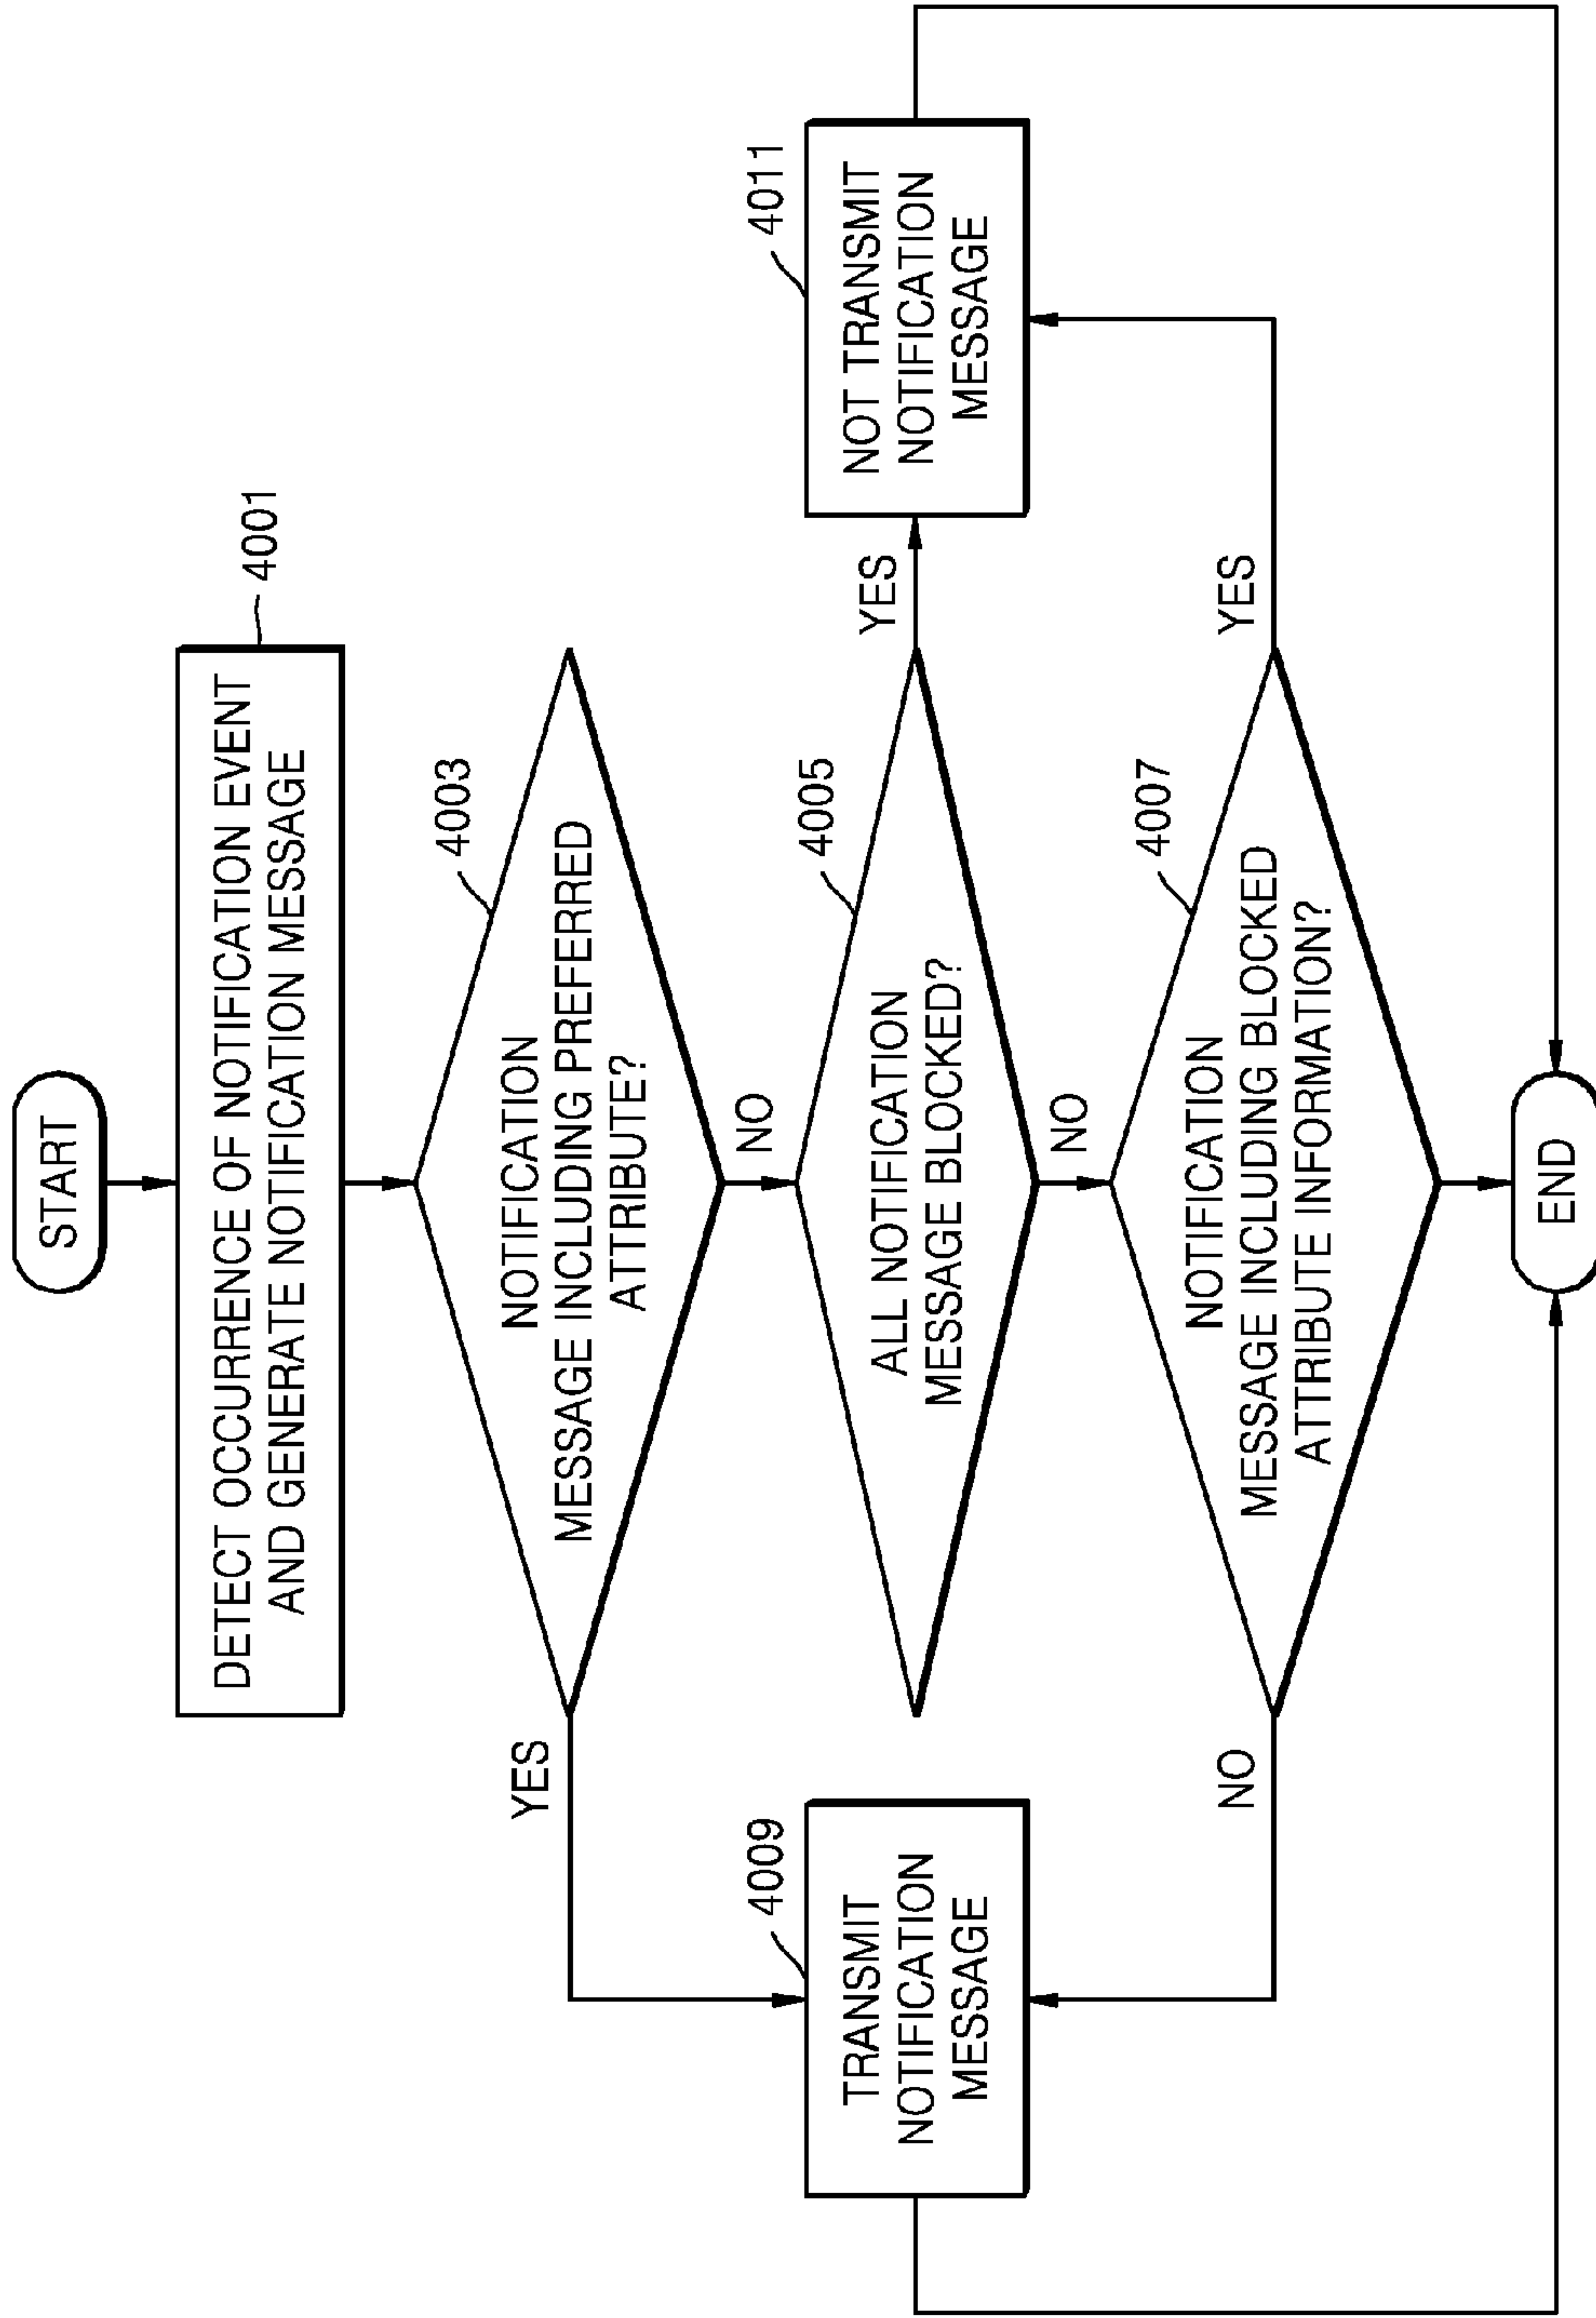 START
4001
DETECT OCCURRENCE OF NOTIFICATION EVENT
AND GENERATE NOTIFICATION MESSAGE
4003
NOTIFICATION
MESSAGE INCLUDING PREFERRED
ATTRIBUTE?
YES
NO
4009
TRANSMIT
NOTIFICATION
MESSAGE
4005
ALL NOTIFICATION
MESSAGE BLOCKED?
YES
4011
NOT TRANSMIT
NOTIFICATION
MESSAGE
NO
4007
NOTIFICATION
MESSAGE INCLUDING BLOCKED
ATTRIBUTE INFORMATION?
NO
YES
END